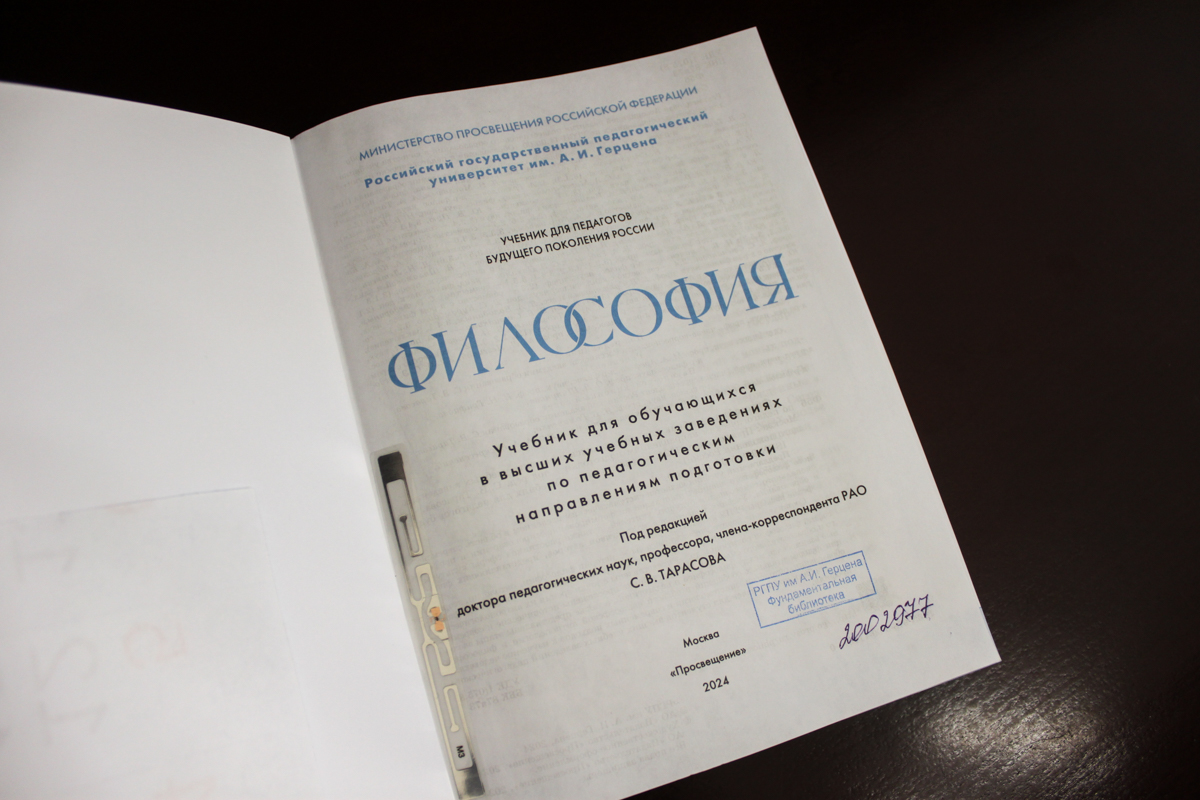 МИНИСТЕРСТВО ПРОСВЕЩЕНИЯ РОССИЙСКОЙ ФЕДЕРАЦИИ
Российский государственный педагогический
университет им. А. И. Герцена
УЧЕБНИК ДЛЯ ПЕДАГОГОВ
БУДУЩЕГО ПОКОЛЕНИЯ РОССИИ
ФИЛОСОФИЯ
Учебник для обучающихся
в высших учебных заведениях
по педагогическим
направлениям подготовки
Под редакцией
доктора педагогических наук, профессора, члена-корреспондента РАО
С. В. ТАРАСОВА
РГПУ им А.И. Герцена
Фундаментальная
библиотека
2002977
Москва
«Просвещение»
2024
M3